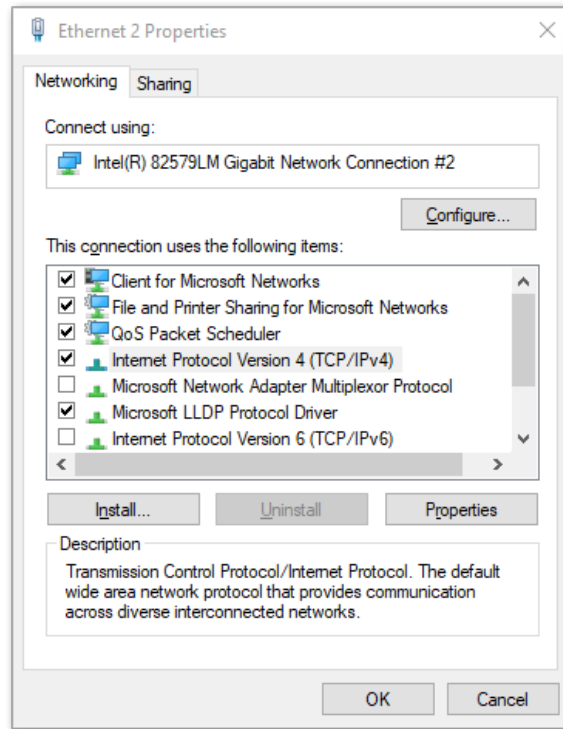 Ethernet 2 Properties
Networking
Sharing
Connect using:
Intel(R) 82579LM Gigabit Network Connection #2
Configure...
This connection uses the following items:
Client for Microsoft Networks
File and Printer Sharing for Microsoft Networks
QoS Packet Scheduler
Internet Protocol Version 4 (TCP/IPv4)
Microsoft Network Adapter Multiplexor Protocol
Microsoft LLDP Protocol Driver
Internet Protocol Version 6 (TCP/IPv6)
Install...
Uninstall
Properties
Description
Transmission Control Protocol/Internet Protocol. The default
wide area network protocol that provides communication
across diverse interconnected networks.
OK
Cancel